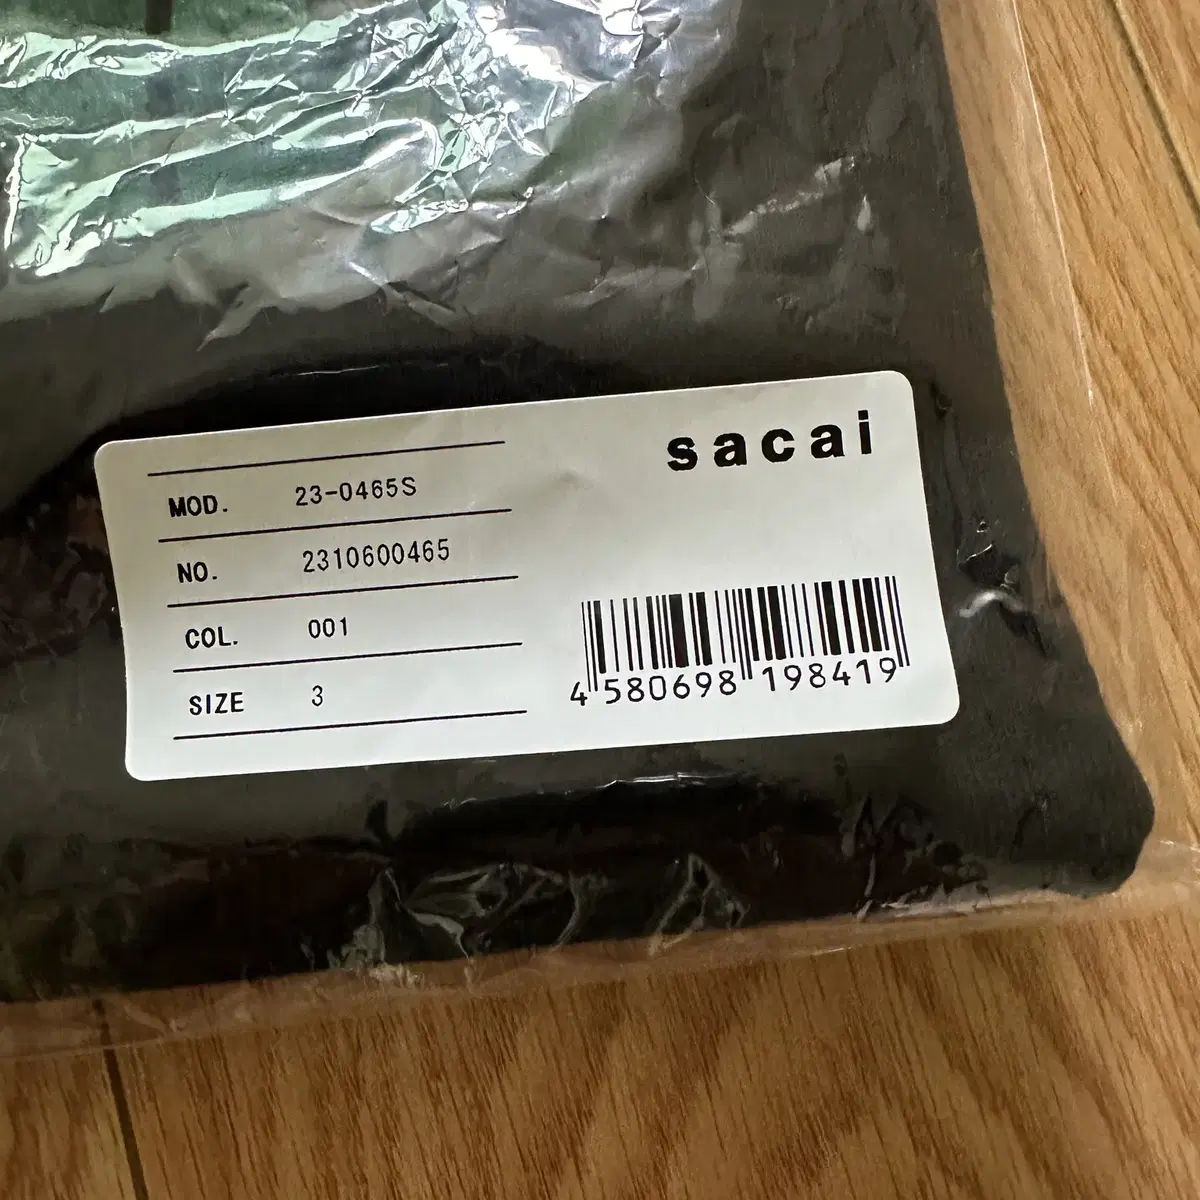 sacai
MOD. 23-0465S
NO. 2310600465
COL. 001
SIZE 3
4 580698 198419